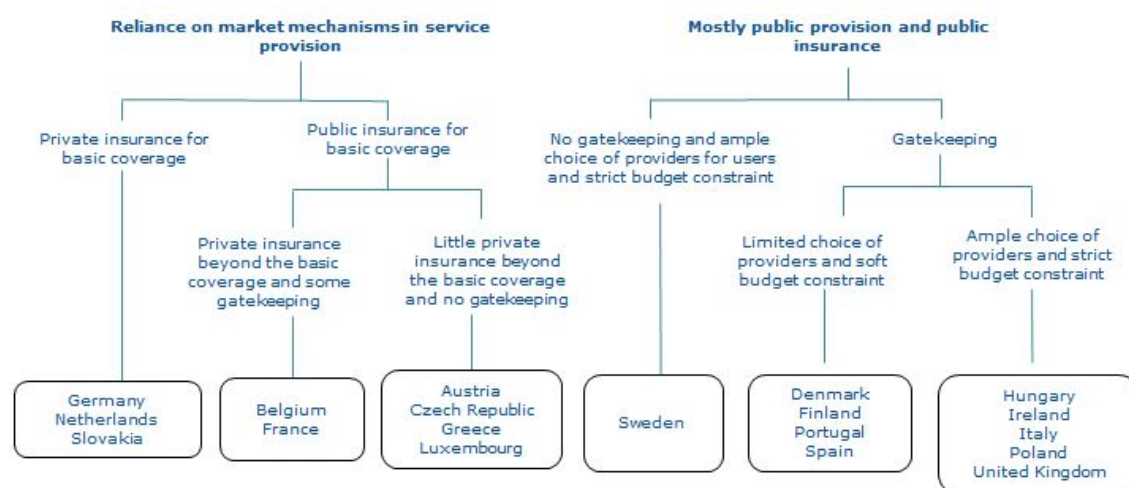 Reliance on market mechanisms in service
provision
Mostly public provision and public
insurance
Private insurance for
basic coverage
Public insurance for
basic coverage
No gatekeeping and ample
choice of providers for users
and strict budget constraint
Gatekeeping
Private insurance
beyond the basic
coverage and some
gatekeeping
Little private
insurance beyond
the basic coverage
and no gatekeeping
Limited choice of
providers and soft
budget constraint
Ample choice of
providers and strict
budget constraint
Germany
Netherlands
Slovakia
Belgium
France
Austria
Czech Republic
Greece
Luxembourg
Sweden
Denmark
Finland
Portugal
Spain
Hungary
Ireland
Italy
Poland
United Kingdom